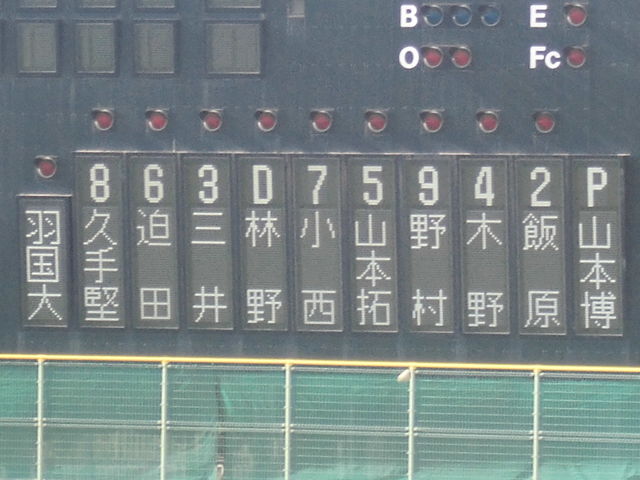 B E
O Fc
羽国大
8 久手堅
6 迫田
3 三井
D 林野
7 小西
5 山本拓
9 野村
4 木野
2 飯原
P 山本博